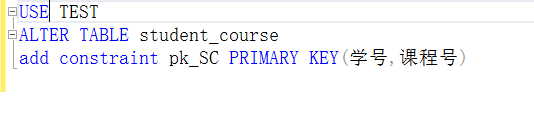 USE TEST
ALTER TABLE student_course
add constraint pk_SC PRIMARY KEY(学号,课程号)